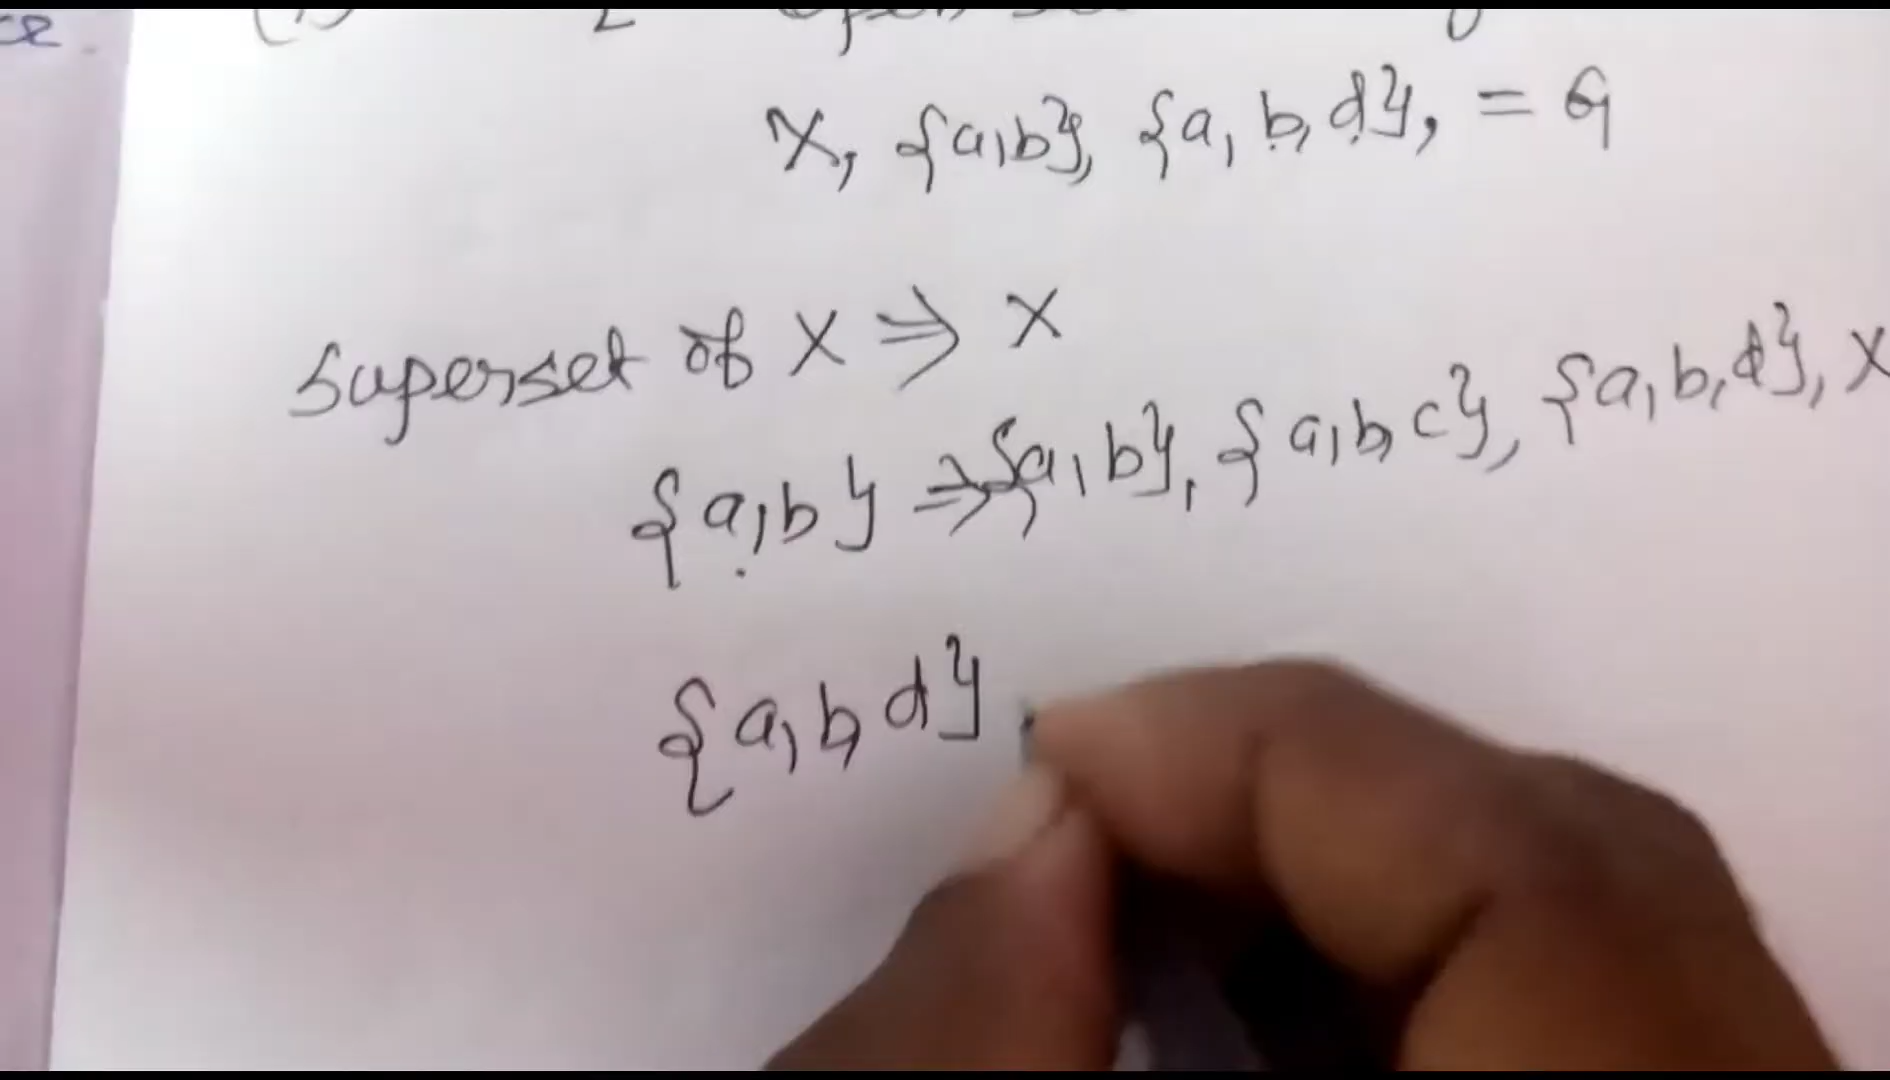 X, {a,b}, {a, b, d}, = G
Superset of X ⇒ X
{a,b} ⇒ {a,b}, {a,b,c}, {a,b,d}, X
{a,b,d}